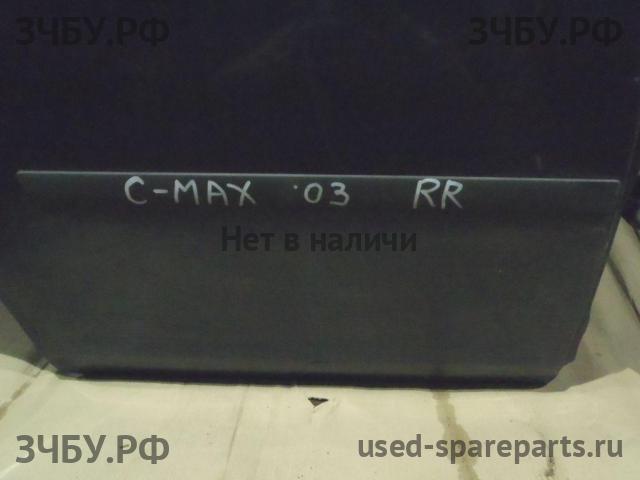 ЗЧБУ.РФ ЗЧБУ.РФ
C-MAX '03 RR
Нет в наличи
ЗЧБУ.РФ used-spareparts.ru